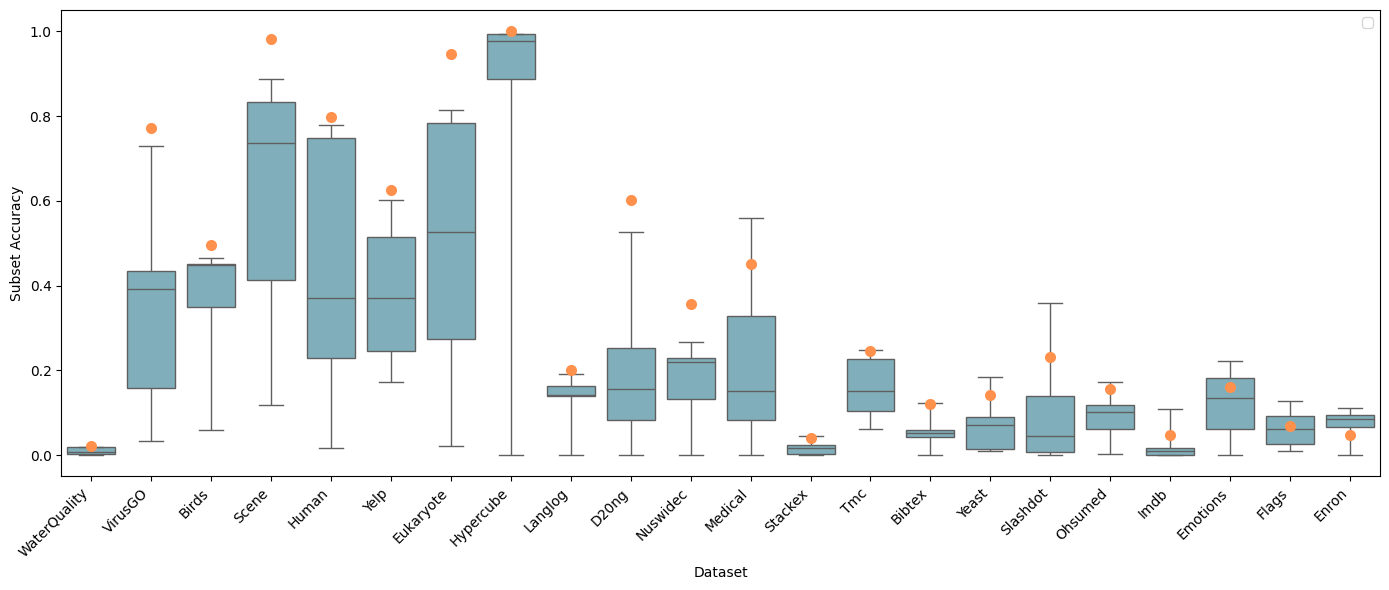 1.0
0.8
0.6
0.4
0.2
0.0
Subset Accuracy
WaterQuality
VirusGO
Birds
Scene
Human
Yelp
Eukaryote
Hypercube
Langlog
D20ng
Nuswidec
Medical
Stackex
Tmc
Bibtex
Yeast
Slashdot
Ohsumed
Imdb
Emotions
Flags
Enron
Dataset